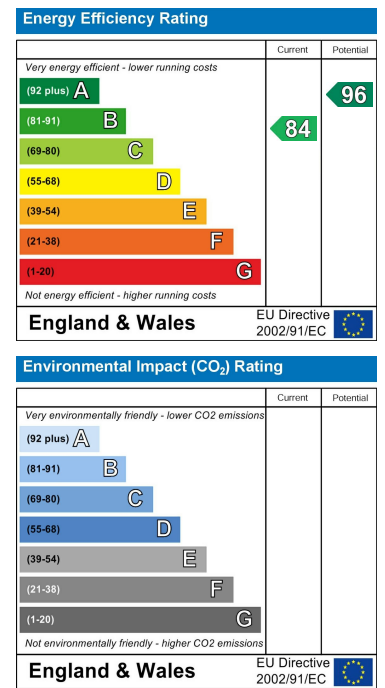 Energy Efficiency Rating
Current Potential
Very energy efficient - lower running costs
(92 plus) A
96
(81-91) B
84
(69-80) C
(55-68) D
(39-54) E
(21-38) F
(1-20) G
Not energy efficient - higher running costs
England & Wales
EU Directive
2002/91/EC
Environmental Impact (CO₂) Rating
Current Potential
Very environmentally friendly - lower CO2 emissions
(92 plus) A
(81-91) B
(69-80) C
(55-68) D
(39-54) E
(21-38) F
(1-20) G
Not environmentally friendly - higher CO2 emissions
England & Wales
EU Directive
2002/91/EC